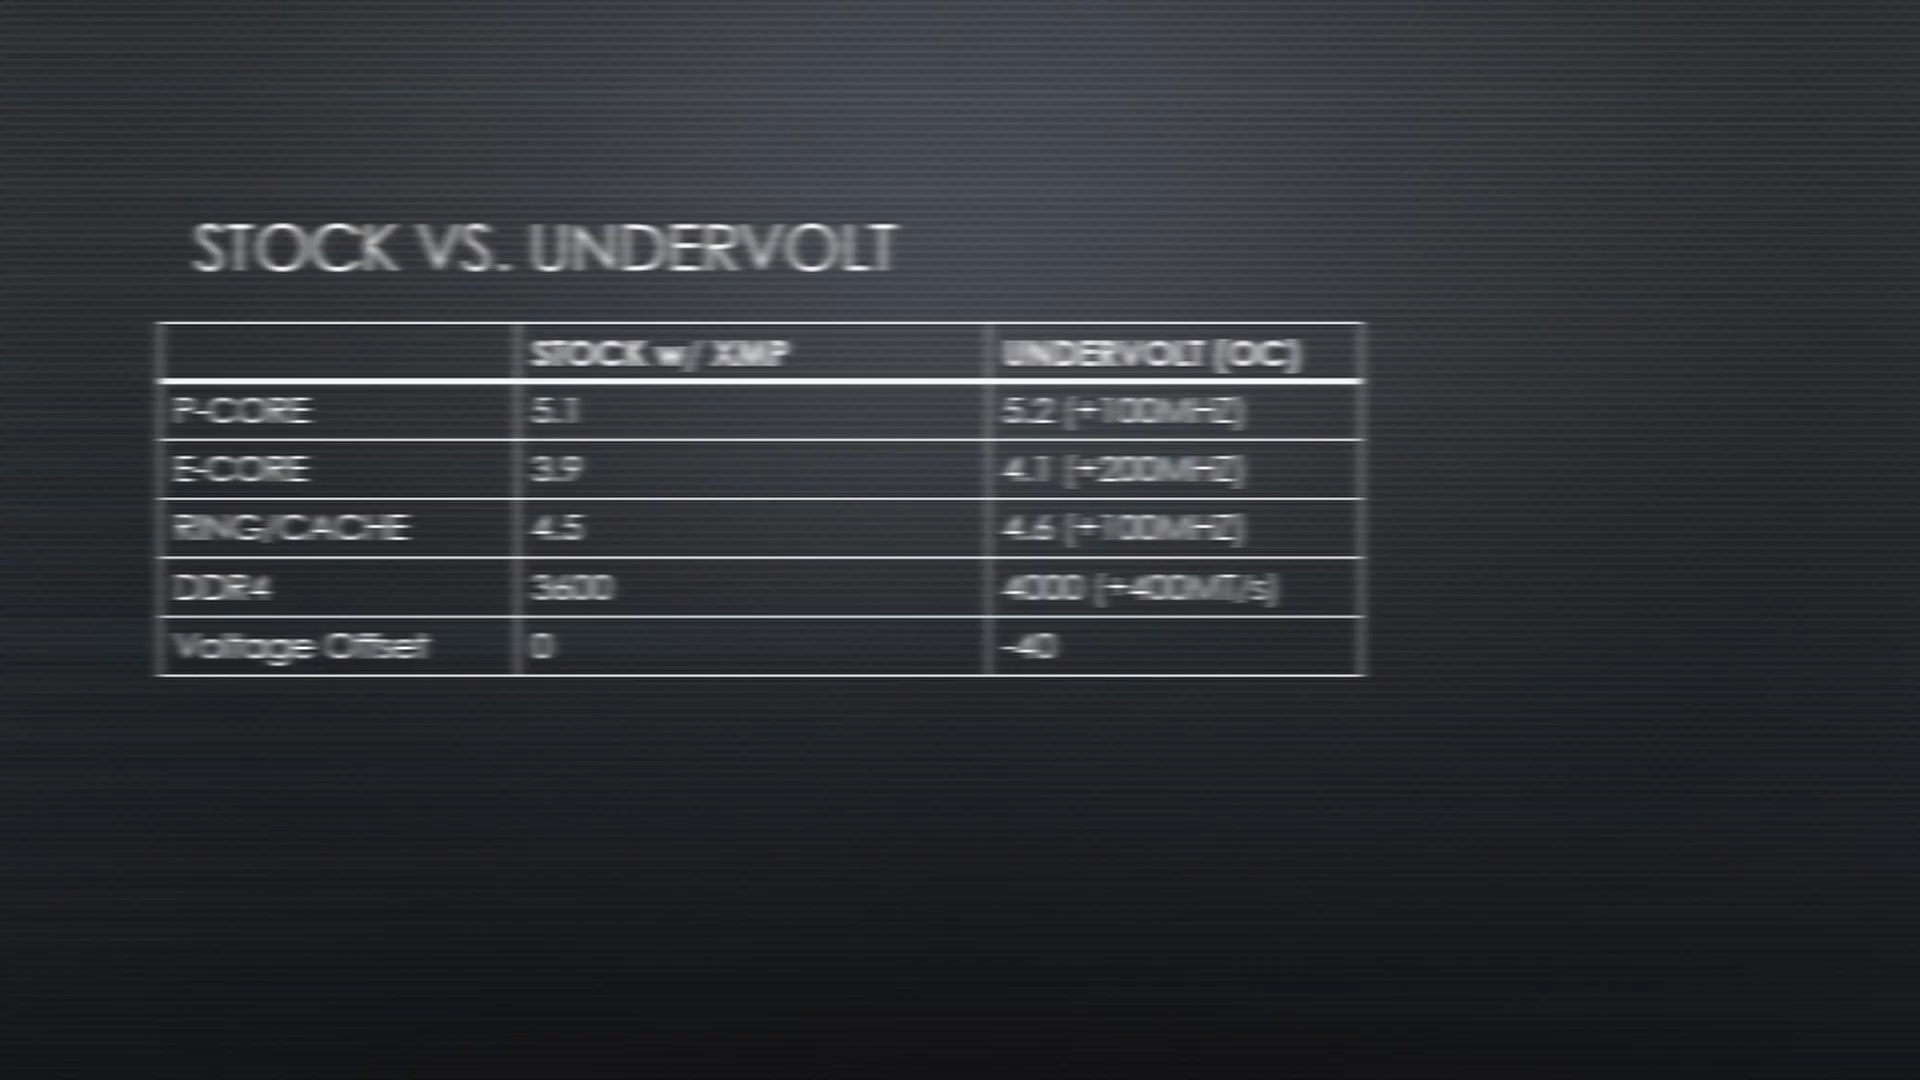 STOCK VS. UNDERVOLT
STOCK w/ XMP UNDERVOLT (OC)
P-CORE 5.1 5.2 (+100MHZ)
E-CORE 3.9 4.1 (+200MHZ)
RING/CACHE 4.5 4.6 (+100MHZ)
DDR4 3600 4000 (+400MT/s)
Voltage Offset 0 -40